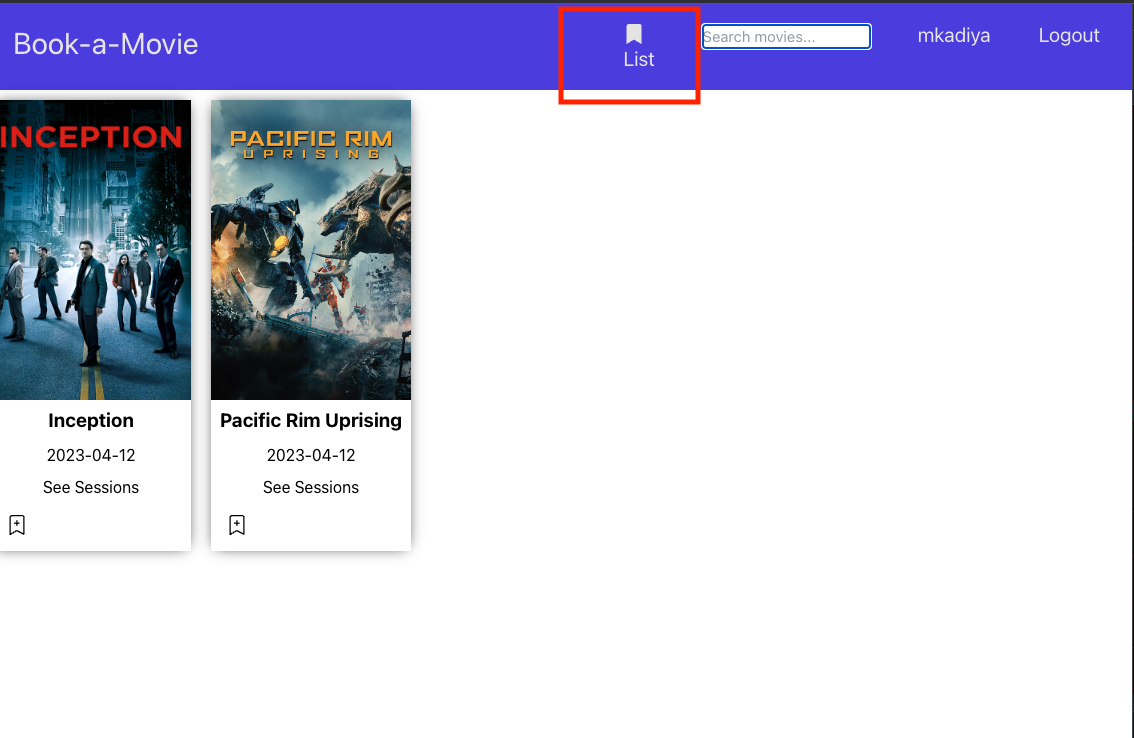 Book-a-Movie
List
Search movies...
mkadiya
Logout
INCEPTION
PACIFIC RIM
UPRISING
Inception
Pacific Rim Uprising
2023-04-12
2023-04-12
See Sessions
See Sessions